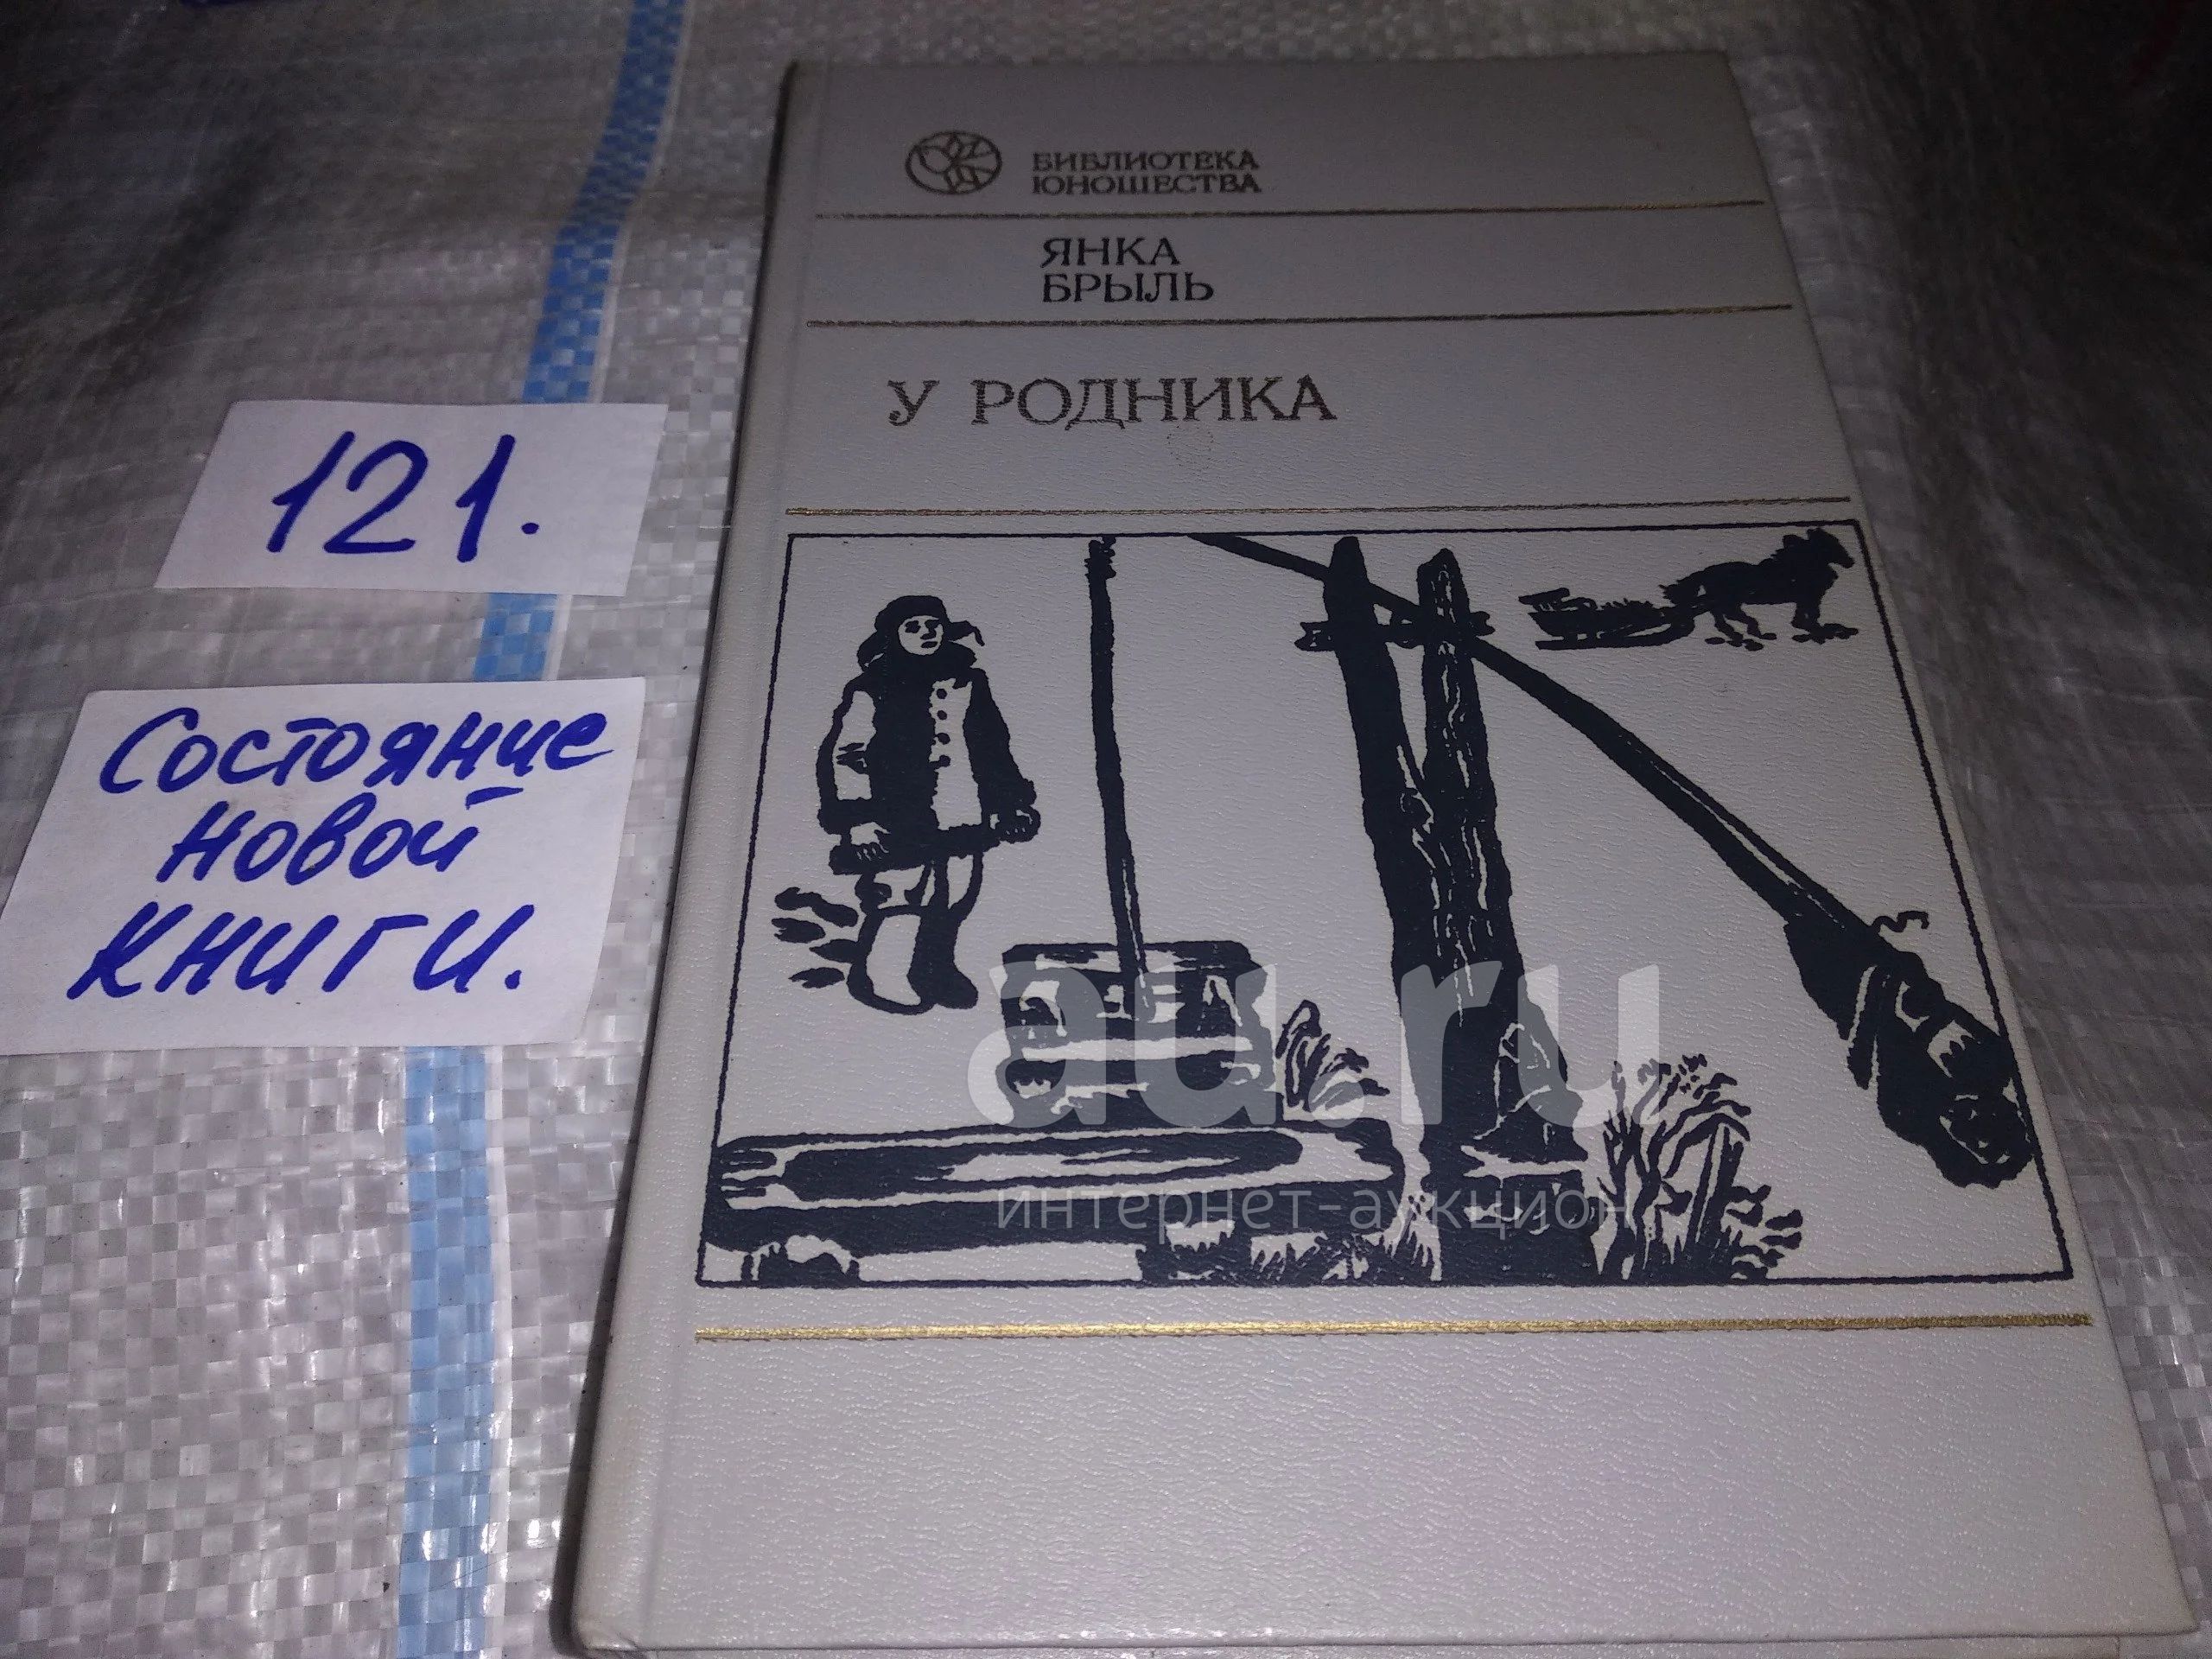 БИБЛИОТЕКА
ЮНОШЕСТВА
ЯНКА
БРЫЛЬ
У РОДНИКА
121.
Состояние
новой
книги.
au.ru
интернет-аукцион